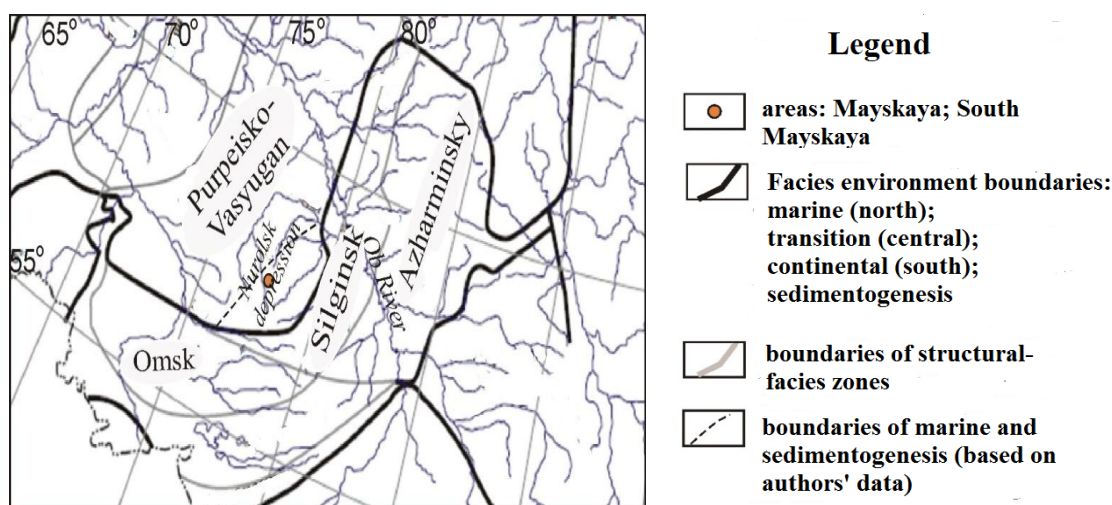 65°
70°
75°
80°
55°
Purpeisko-
Vasyugan
Nurolsk
depression
Silginsk
Ob River
Azharminsky
Omsk
Legend
areas: Mayskaya; South
Mayskaya
Facies environment boundaries:
marine (north);
transition (central);
continental (south);
sedimentogenesis
boundaries of structural-
facies zones
boundaries of marine and
sedimentogenesis (based on
authors' data)